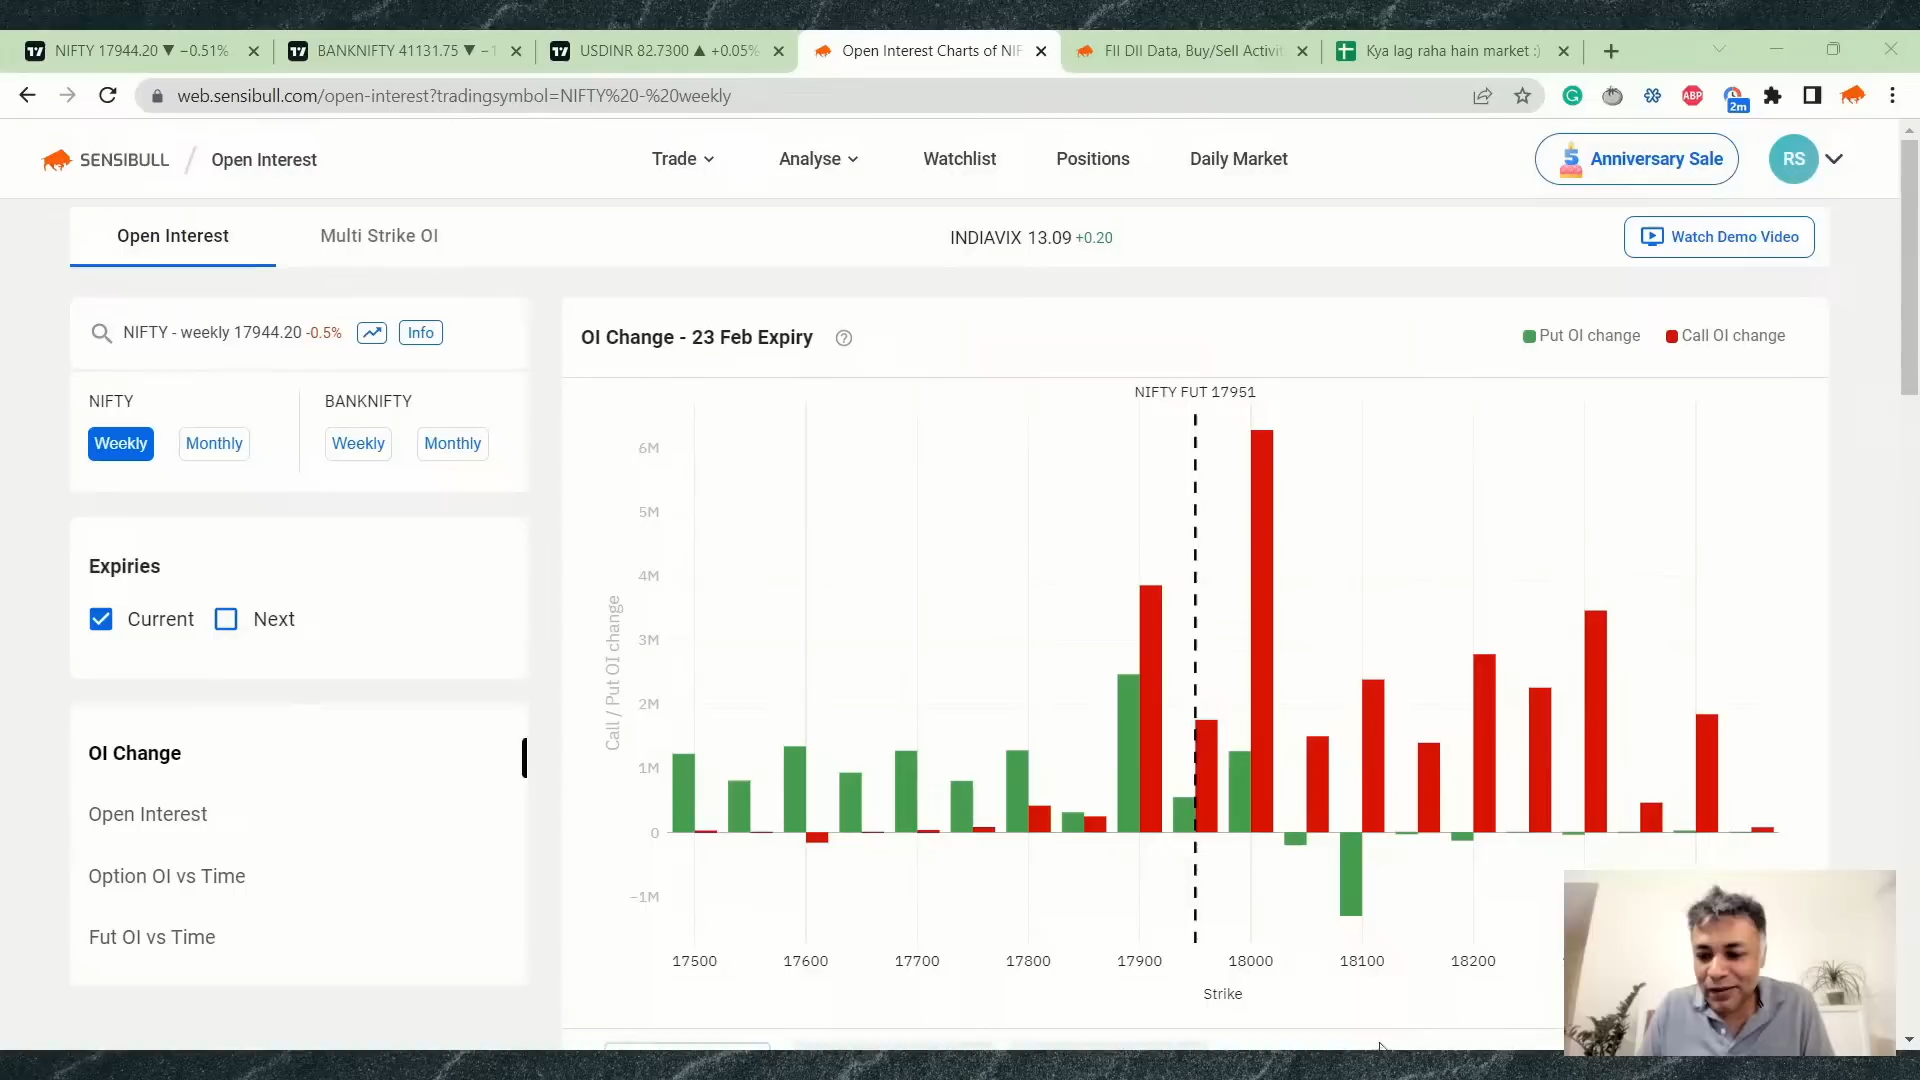 NIFTY 17944.20 ▼ −0.51%
BANKNIFTY 41131.75 ▼ −1
USDINR 82.7300 ▲ +0.05%
Open Interest Charts of NIF
FII DII Data, Buy/Sell Activit
Kya lag raha hain market :)
web.sensibull.com/open-interest?tradingsymbol=NIFTY%20-%20weekly
ABP
2m
SENSIBULL / Open Interest
Trade
Analyse
Watchlist
Positions
Daily Market
5 Anniversary Sale
RS
Open Interest
Multi Strike OI
INDIAVIX 13.09 +0.20
Watch Demo Video
NIFTY - weekly 17944.20 -0.5%
Info
NIFTY
BANKNIFTY
Weekly
Monthly
Weekly
Monthly
Expiries
Current
Next
OI Change
Open Interest
Option OI vs Time
Fut OI vs Time
OI Change - 23 Feb Expiry
Put OI change
Call OI change
NIFTY FUT 17951
Call / Put OI change
6M
5M
4M
3M
2M
1M
0
−1M
17500
17600
17700
17800
17900
18000
18100
18200
Strike